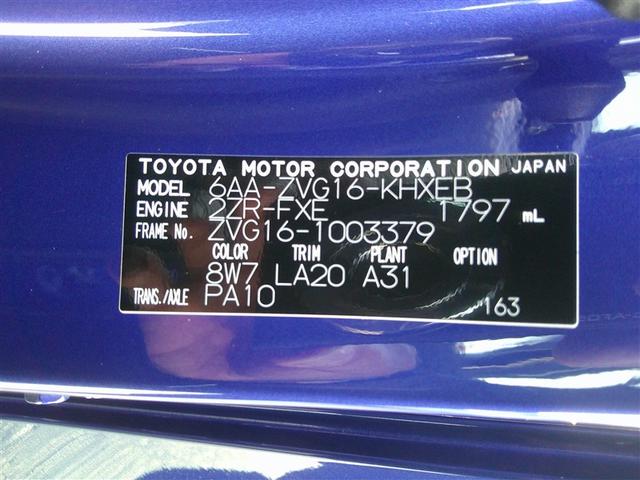 TOYOTA MOTOR CORPORATION JAPAN
MODEL 6AA-ZVG16-KHXEB
ENGINE 2ZR-FXE 1797 mL
FRAME No. ZVG16-1003379
COLOR TRIM PLANT OPTION
8W7 LA20 A31
TRANS./AXLE PA10
163